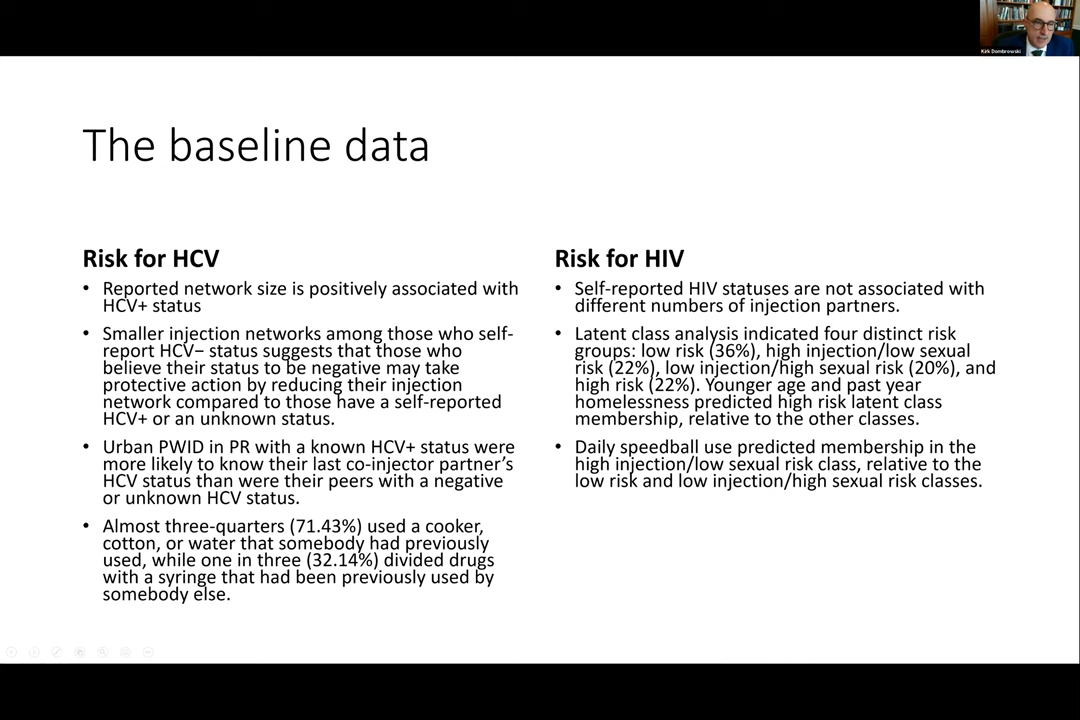 Kirk Dombrowski
The baseline data
Risk for HCV
• Reported network size is positively associated with
HCV+ status
• Smaller injection networks among those who self-
report HCV− status suggests that those who
believe their status to be negative may take
protective action by reducing their injection
network compared to those have a self-reported
HCV+ or an unknown status.
• Urban PWID in PR with a known HCV+ status were
more likely to know their last co-injector partner’s
HCV status than were their peers with a negative
or unknown HCV status.
• Almost three-quarters (71.43%) used a cooker,
cotton, or water that somebody had previously
used, while one in three (32.14%) divided drugs
with a syringe that had been previously used by
somebody else.
Risk for HIV
• Self-reported HIV statuses are not associated with
different numbers of injection partners.
• Latent class analysis indicated four distinct risk
groups: low risk (36%), high injection/low sexual
risk (22%), low injection/high sexual risk (20%), and
high risk (22%). Younger age and past year
homelessness predicted high risk latent class
membership, relative to the other classes.
• Daily speedball use predicted membership in the
high injection/low sexual risk class, relative to the
low risk and low injection/high sexual risk classes.